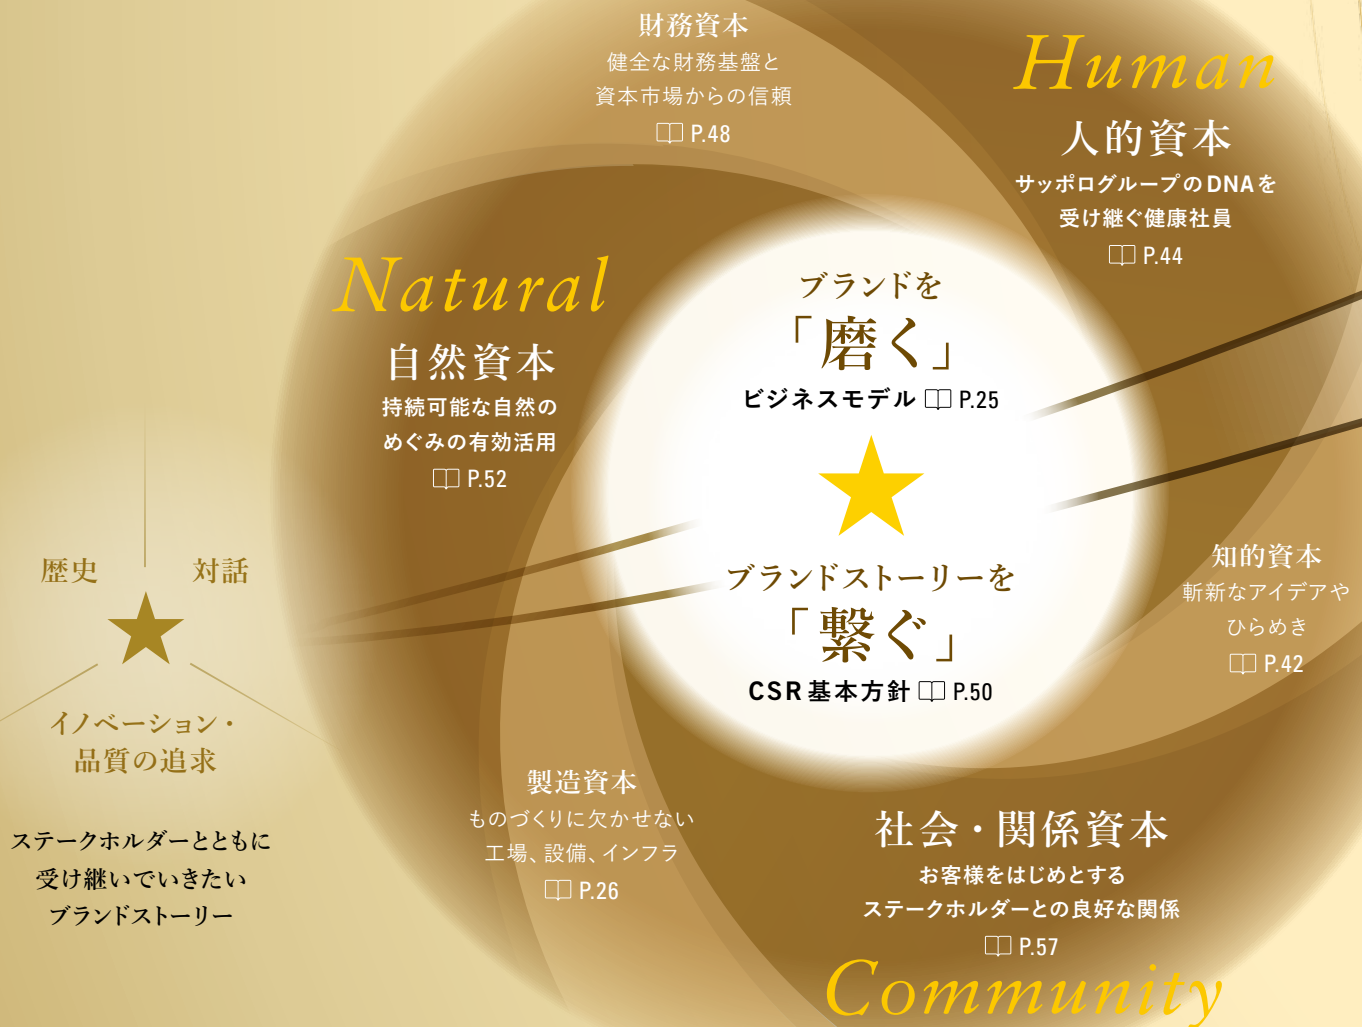 財務資本
健全な財務基盤と
資本市場からの信頼
P.48
Human
人的資本
サッポログループのDNAを
受け継ぐ健康社員
P.44
Natural
自然資本
持続可能な自然の
めぐみの有効活用
P.52
ブランドを
「磨く」
ビジネスモデル P.25
ブランドストーリーを
「繋ぐ」
CSR基本方針 P.50
知的資本
斬新なアイデアや
ひらめき
P.42
歴史
対話
イノベーション・
品質の追求
ステークホルダーとともに
受け継いでいきたい
ブランドストーリー
製造資本
ものづくりに欠かせない
工場、設備、インフラ
P.26
社会・関係資本
お客様をはじめとする
ステークホルダーとの良好な関係
P.57
Community